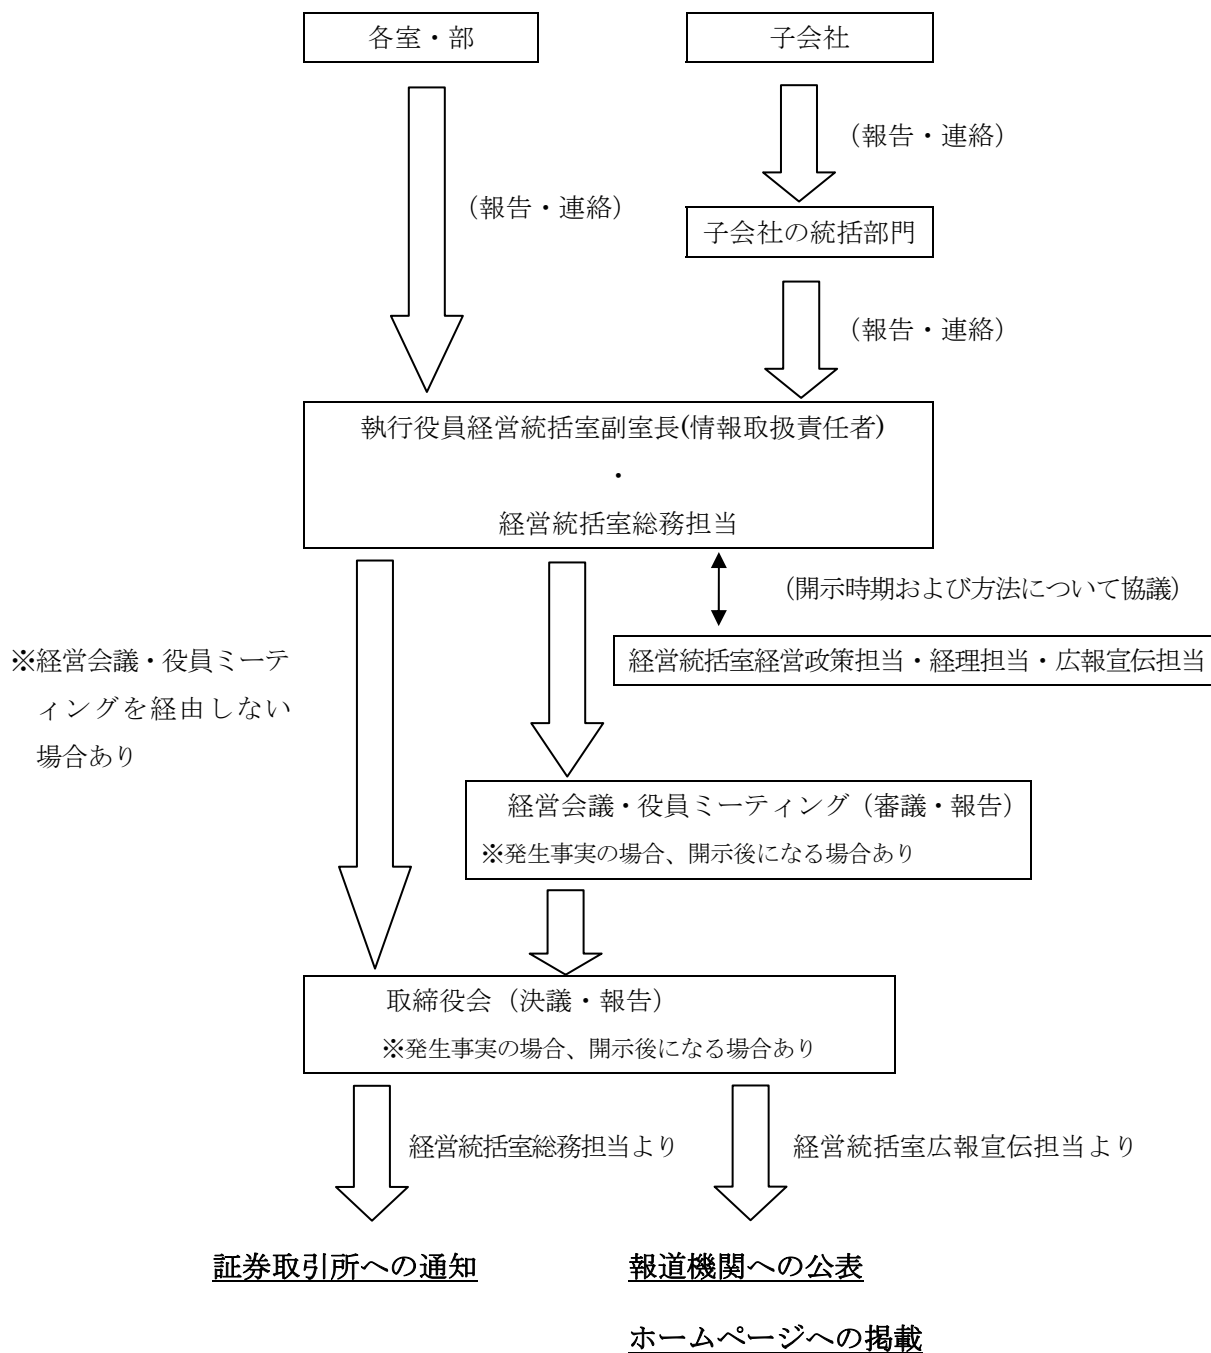 各室・部
子会社
（報告・連絡）
（報告・連絡）
子会社の統括部門
（報告・連絡）
執行役員経営統括室副室長(情報取扱責任者)
・
経営統括室総務担当
（開示時期および方法について協議）
※経営会議・役員ミーテ
ィングを経由しない
場合あり
経営統括室経営政策担当・経理担当・広報宣伝担当
経営会議・役員ミーティング（審議・報告）
※発生事実の場合、開示後になる場合あり
取締役会（決議・報告）
※発生事実の場合、開示後になる場合あり
経営統括室総務担当より
経営統括室広報宣伝担当より
証券取引所への通知
報道機関への公表
ホームページへの掲載